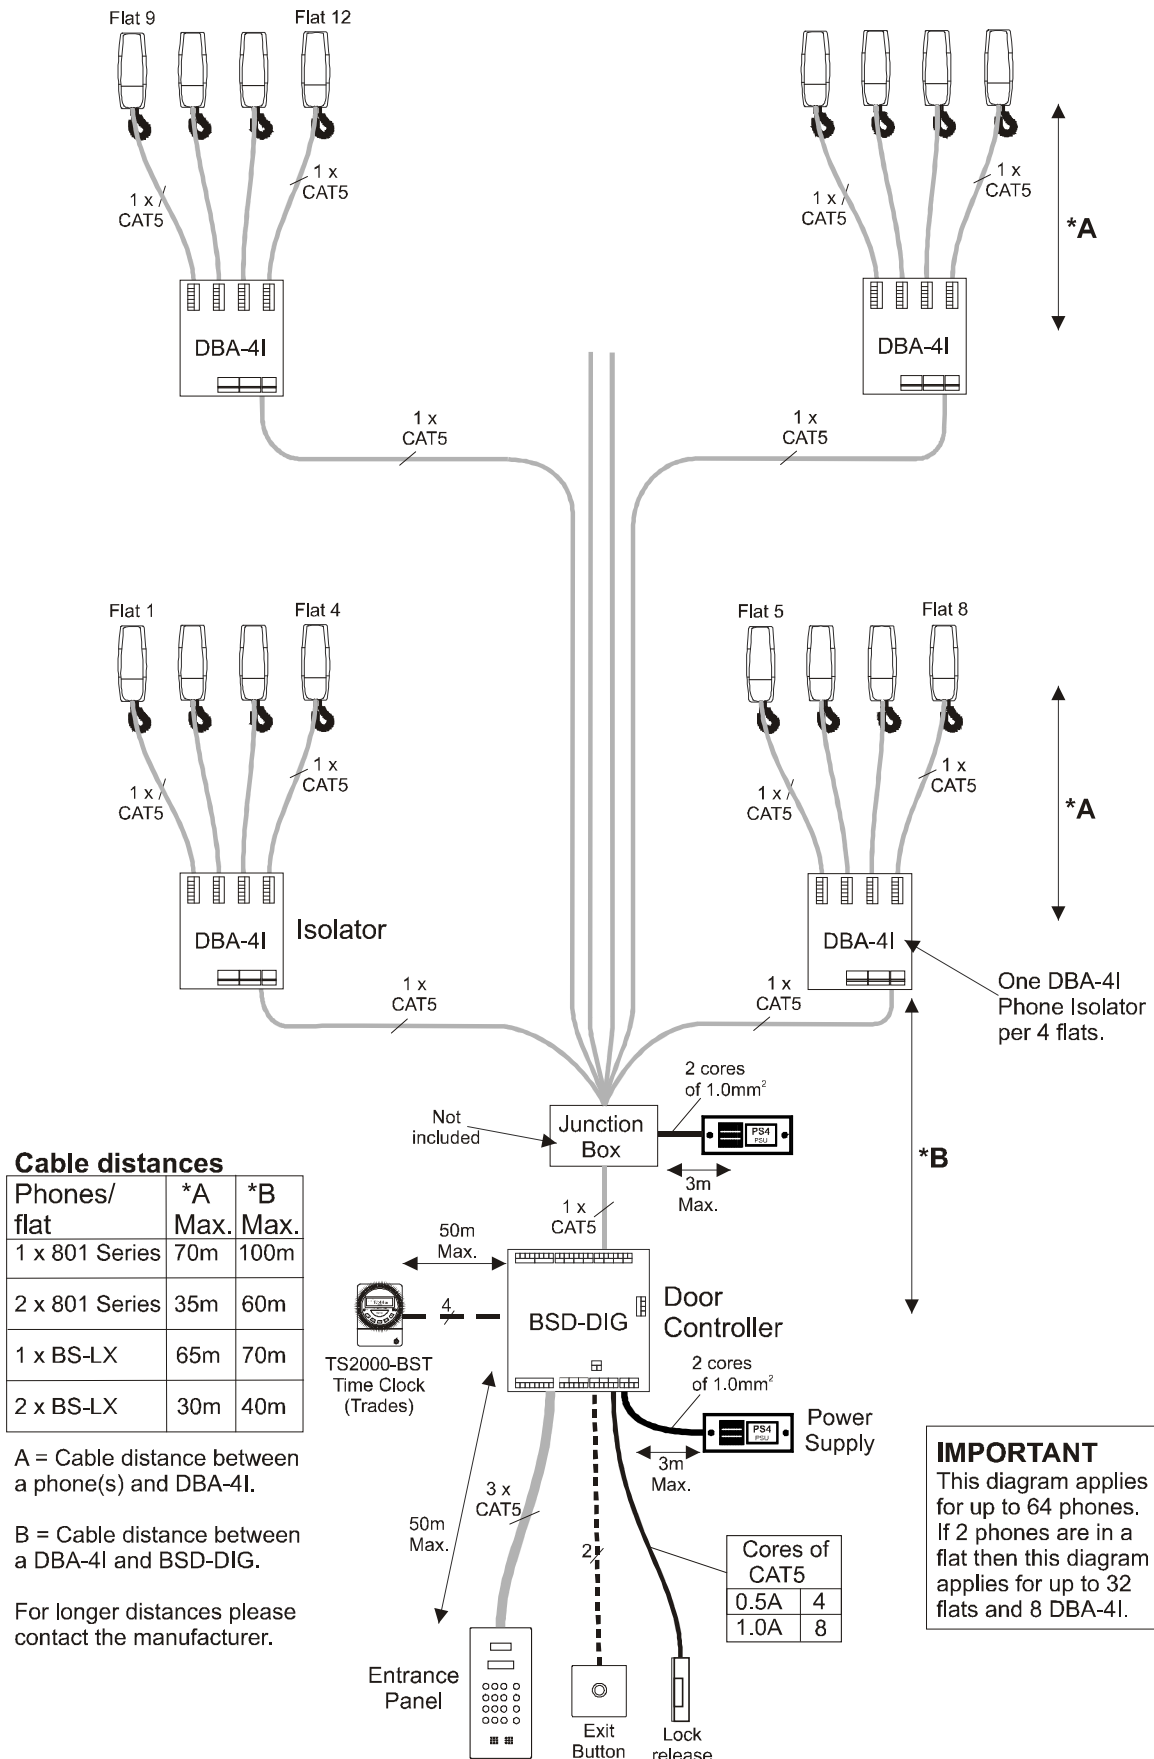 Flat 9
Flat 12
1 x
CAT5
1 x
CAT5
*A
DBA-4I
DBA-4I
1 x
CAT5
1 x
CAT5
1 x
CAT5
1 x
CAT5
Flat 1
Flat 4
Flat 5
Flat 8
1 x
CAT5
1 x
CAT5
1 x
CAT5
1 x
CAT5
*A
DBA-4I
Isolator
DBA-4I
1 x
CAT5
1 x
CAT5
One DBA-4I
Phone Isolator
per 4 flats.
2 cores
of 1.0mm²
Not
included
Junction
Box
PS4
PSU
3m
Max.
*B
1 x
CAT5
Cable distances
Phones/
flat
*A
Max.
*B
Max.
1 x 801 Series 70m 100m
2 x 801 Series 35m 60m
1 x BS-LX 65m 70m
2 x BS-LX 30m 40m
A = Cable distance between
a phone(s) and DBA-4I.
B = Cable distance between
a DBA-4I and BSD-DIG.
For longer distances please
contact the manufacturer.
50m
Max.
4
TS2000-BST
Time Clock
(Trades)
BSD-DIG
Door
Controller
2 cores
of 1.0mm²
PS4
PSU
Power
Supply
3m
Max.
3 x
CAT5
50m
Max.
2
Cores of
CAT5
0.5A 4
1.0A 8
Entrance
Panel
Exit
Button
Lock
release
IMPORTANT
This diagram applies
for up to 64 phones.
If 2 phones are in a
flat then this diagram
applies for up to 32
flats and 8 DBA-4I.